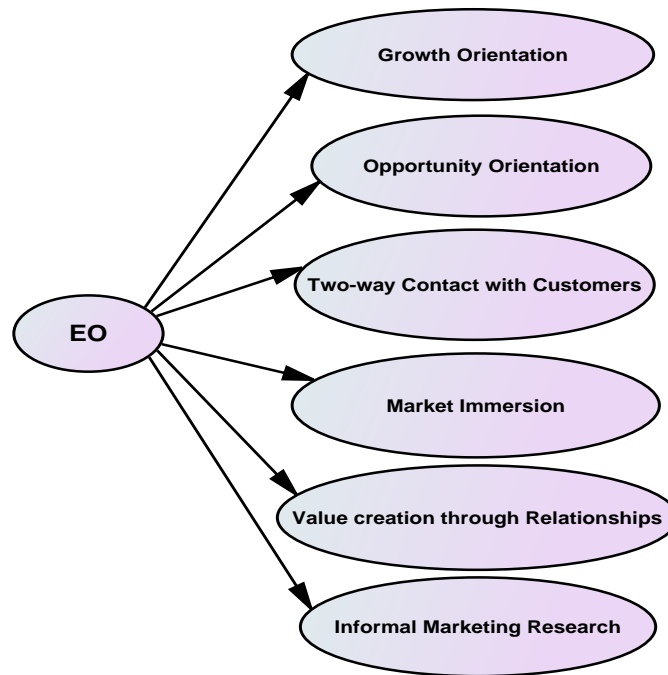 Growth Orientation
Opportunity Orientation
Two-way Contact with Customers
EO
Market Immersion
Value creation through Relationships
Informal Marketing Research